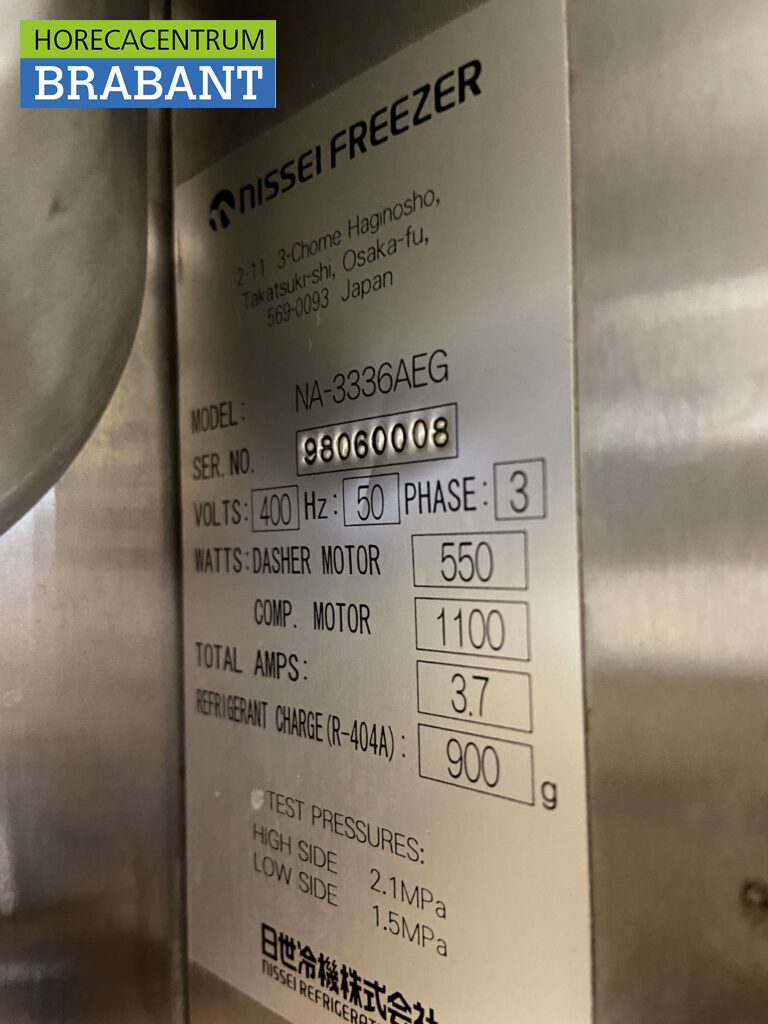 HORECACENTRUM
BRABANT
NISSEI FREEZER
2-11 3-Chome Haginosho,
Takatsuki-shi, Osaka-fu,
569-0093 Japan
MODEL: NA-3336AEG
SER. NO. 98060008
VOLTS: 400 Hz: 50 PHASE: 3
WATTS: DASHER MOTOR 550
COMP. MOTOR 1100
TOTAL AMPS: 3.7
REFRIGERANT CHARGE (R-404A): 900 g
TEST PRESSURES:
HIGH SIDE 2.1MPa
LOW SIDE 1.5MPa
日世冷機株式会社
NISSEI